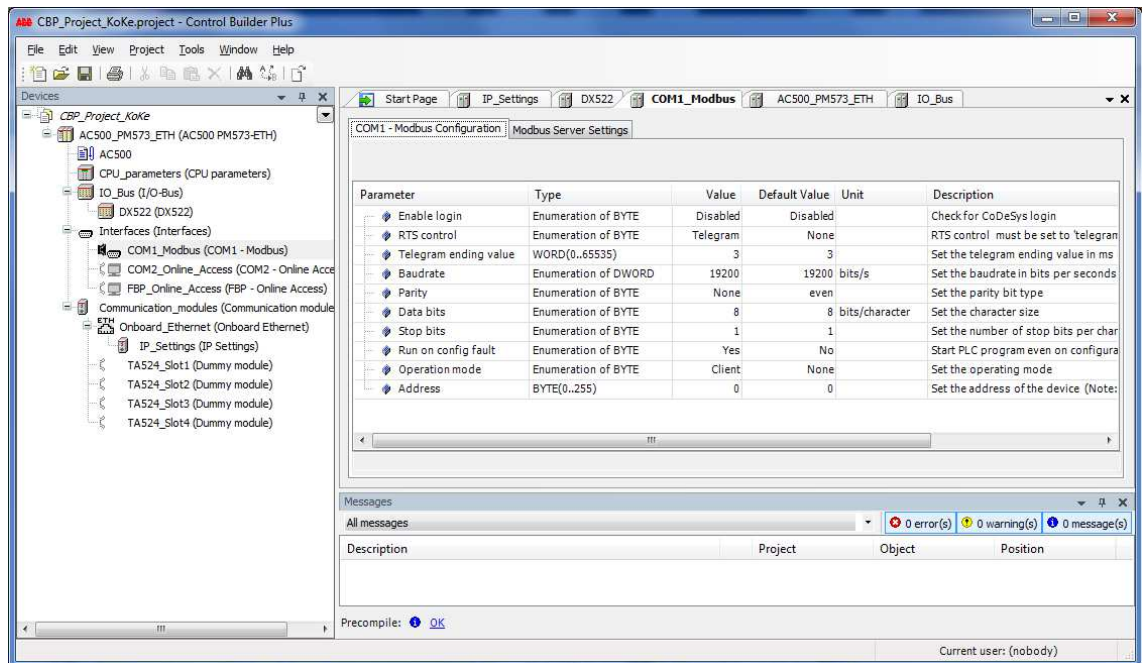 ABB CBP_Project_KoKe.project - Control Builder Plus
File Edit View Project Tools Window Help
Devices
CBP_Project_KoKe
AC500_PM573_ETH (AC500 PM573-ETH)
AC500
CPU_parameters (CPU parameters)
IO_Bus (I/O-Bus)
DX522 (DX522)
Interfaces (Interfaces)
COM1_Modbus (COM1 - Modbus)
COM2_Online_Access (COM2 - Online Acce
FBP_Online_Access (FBP - Online Access)
Communication_modules (Communication module
ETH Onboard_Ethernet (Onboard Ethernet)
IP_Settings (IP Settings)
TA524_Slot1 (Dummy module)
TA524_Slot2 (Dummy module)
TA524_Slot3 (Dummy module)
TA524_Slot4 (Dummy module)
Start Page IP_Settings DX522 COM1_Modbus AC500_PM573_ETH IO_Bus
COM1 - Modbus Configuration Modbus Server Settings
Parameter Type Value Default Value Unit Description
Enable login Enumeration of BYTE Disabled Disabled Check for CoDeSys login
RTS control Enumeration of BYTE Telegram None RTS control must be set to 'telegram
Telegram ending value WORD(0..65535) 3 3 Set the telegram ending value in ms
Baudrate Enumeration of DWORD 19200 19200 bits/s Set the baudrate in bits per seconds
Parity Enumeration of BYTE None even Set the parity bit type
Data bits Enumeration of BYTE 8 8 bits/character Set the character size
Stop bits Enumeration of BYTE 1 1 Set the number of stop bits per char
Run on config fault Enumeration of BYTE Yes No Start PLC program even on configura
Operation mode Enumeration of BYTE Client None Set the operating mode
Address BYTE(0..255) 0 0 Set the address of the device (Note:
Messages
All messages 0 error(s) 0 warning(s) 0 message(s)
Description Project Object Position
Precompile: OK
Current user: (nobody)